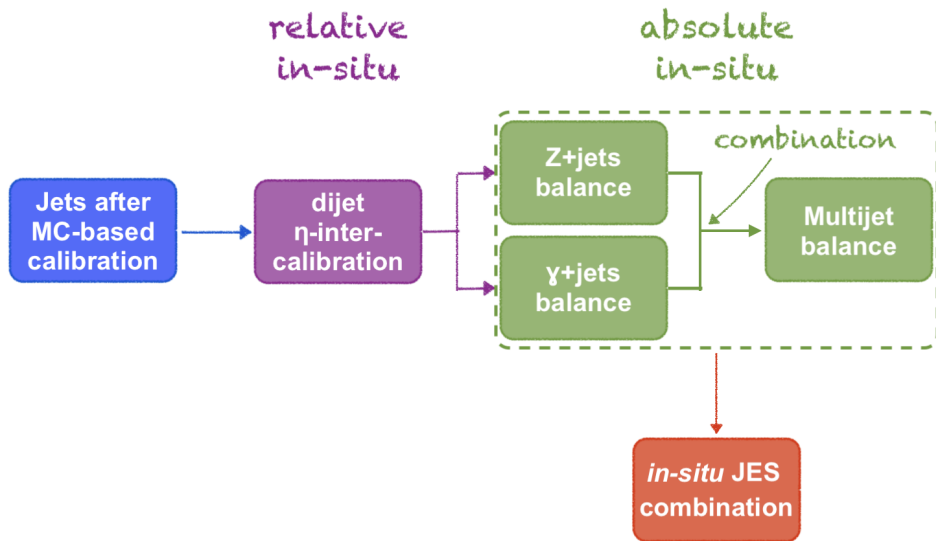 relative
in-situ
absolute
in-situ
combination
Jets after
MC-based
calibration
dijet
η-inter-
calibration
Z+jets
balance
γ+jets
balance
Multijet
balance
in-situ JES
combination